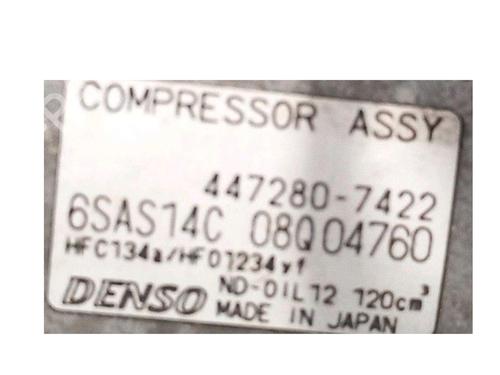 COMPRESSOR ASSY
447280-7422
6SAS14C 08Q04760
HFC134a/HFO1234yf
ND-OIL12 120cm³
DENSO MADE IN JAPAN